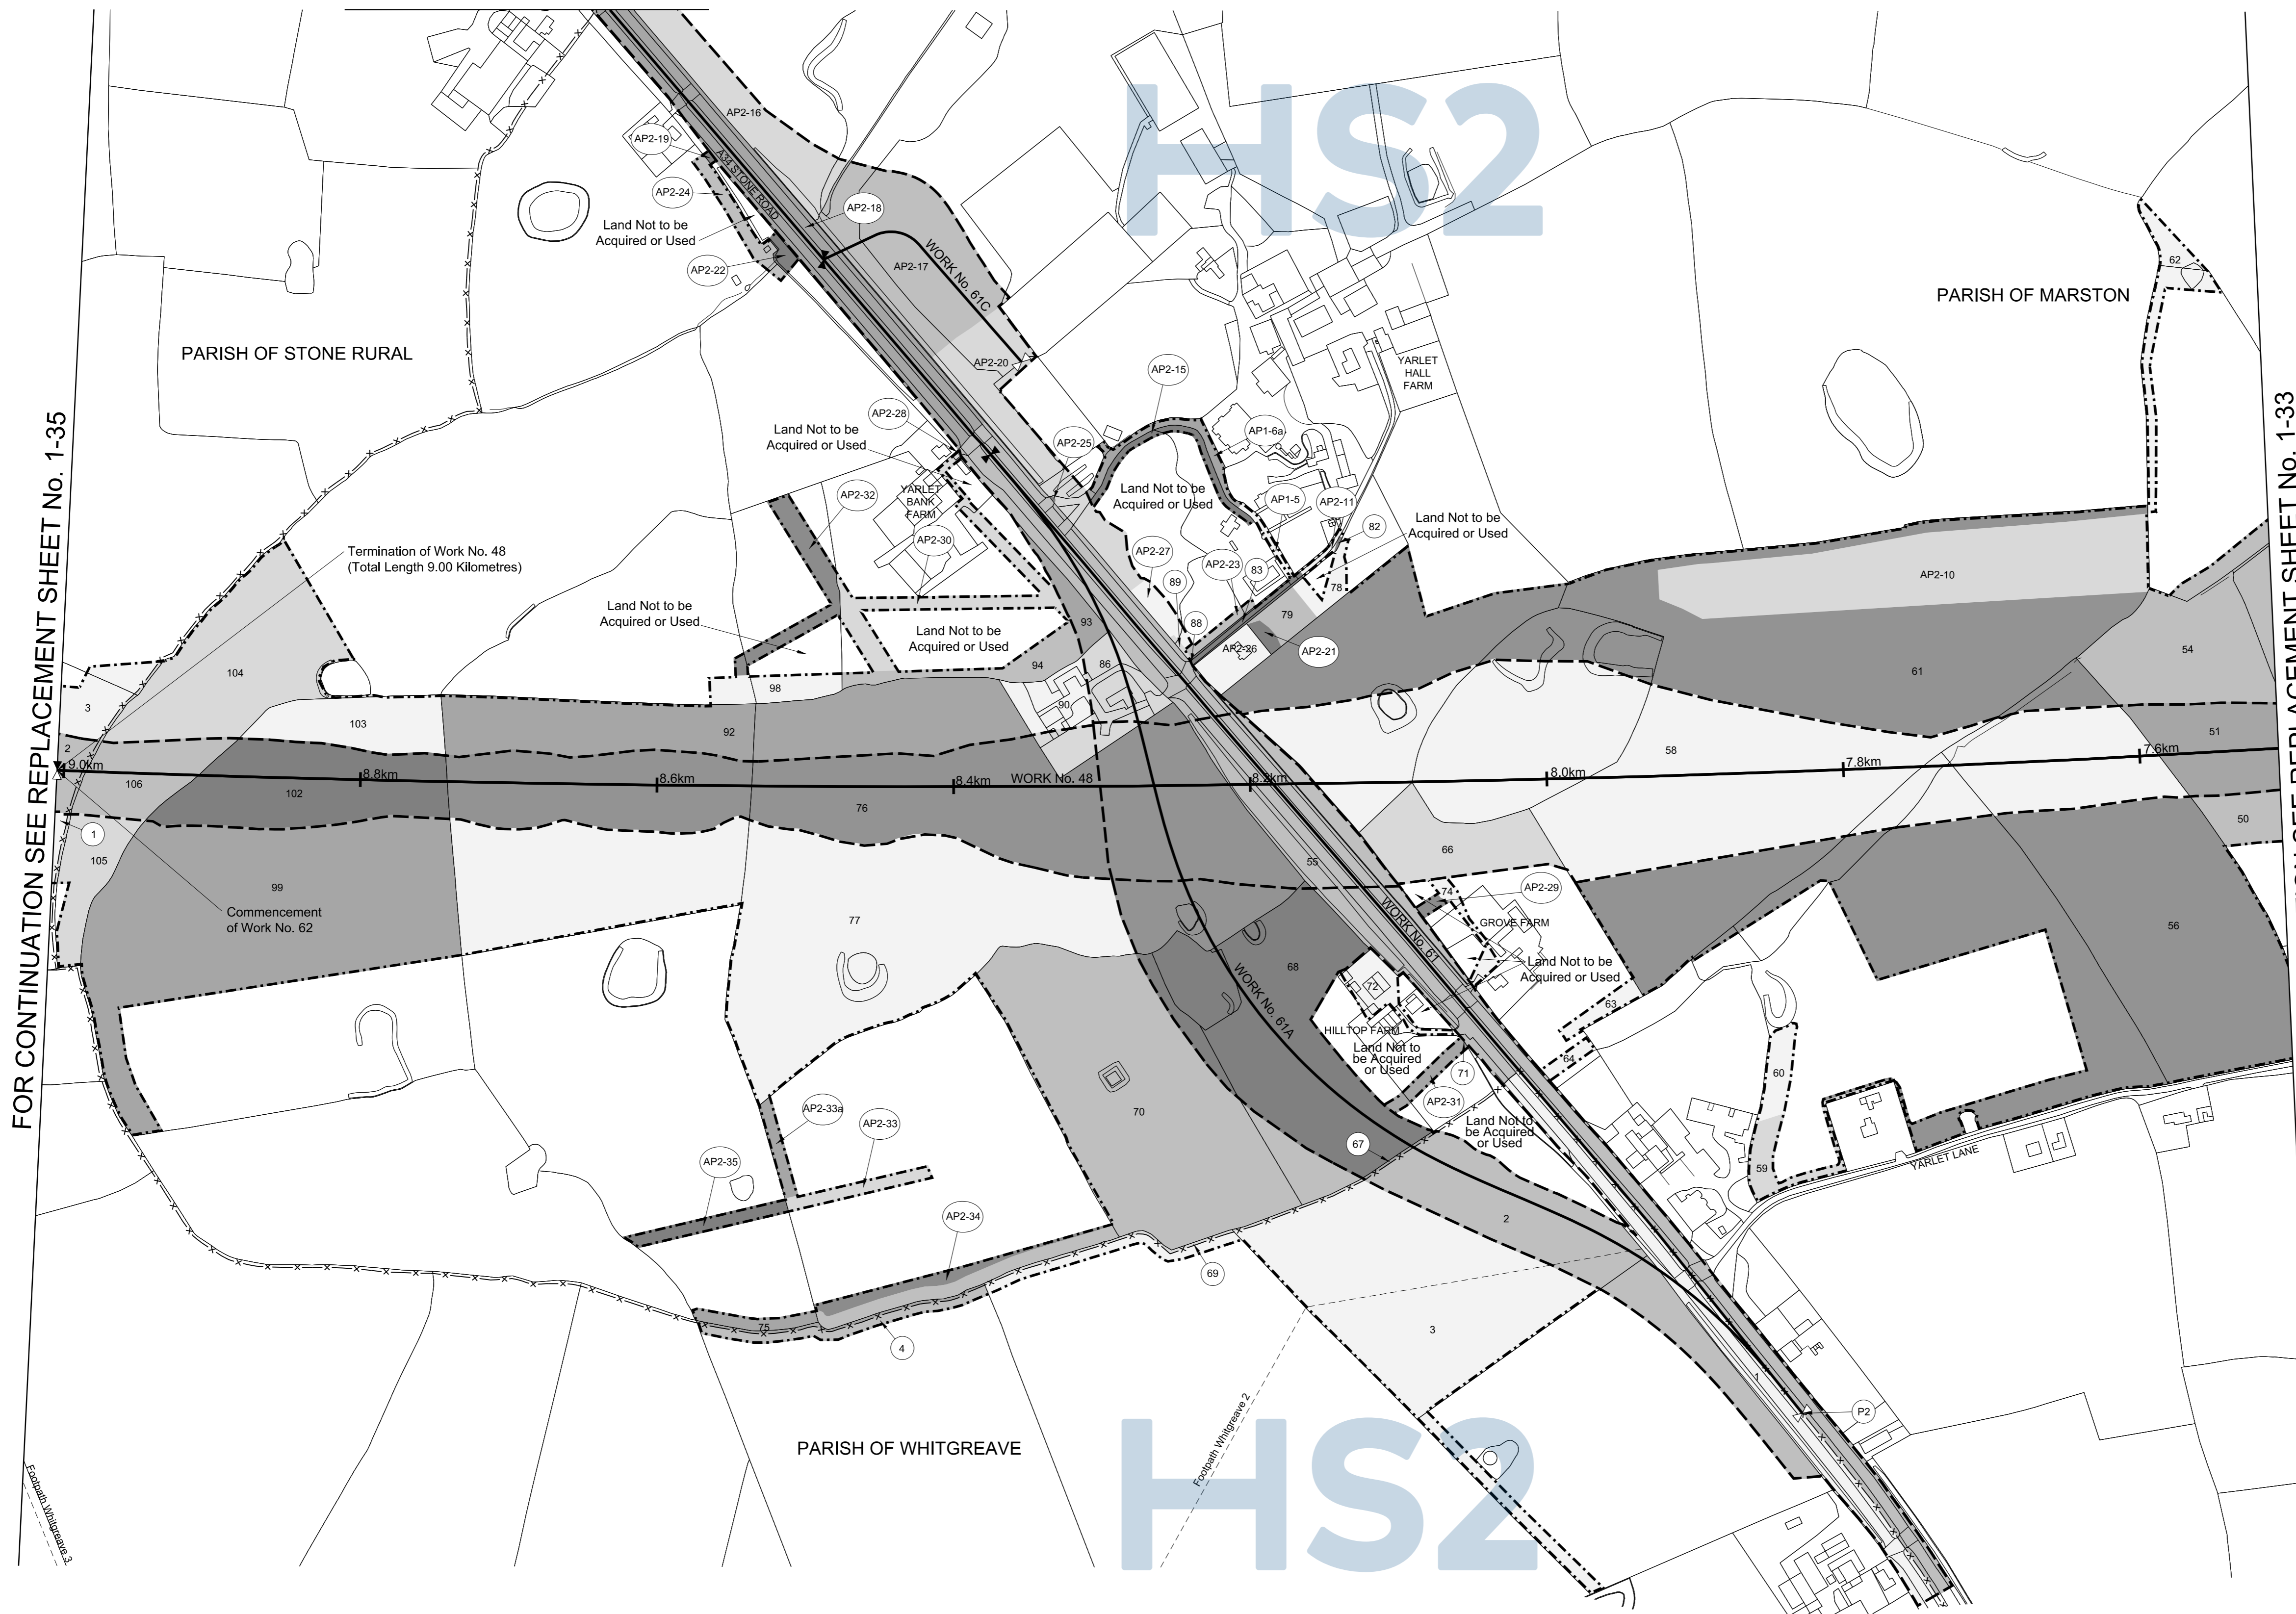 HS2
AP2-16
AP2-19
A34 STONE ROAD
AP2-24
AP2-18
Land Not to be
Acquired or Used
AP2-22
AP2-17
WORK No. 61C
62
PARISH OF MARSTON
PARISH OF STONE RURAL
AP2-20
AP2-15
YARLET
HALL
FARM
FOR CONTINUATION SEE REPLACEMENT SHEET No. 1-35
AP2-28
Land Not to be
Acquired or Used
AP2-25
AP1-6a
AP2-32
YARLET
BANK
FARM
Land Not to be
Acquired or Used
AP1-5
AP2-11
82
Land Not to be
Acquired or Used
AP2-30
AP2-27
AP2-23
83
89
78
79
AP2-10
Termination of Work No. 48
(Total Length 9.00 Kilometres)
Land Not to be
Acquired or Used
Land Not to be
Acquired or Used
93
88
AP2-26
AP2-21
54
104
94
86
61
98
3
103
90
92
51
58
2
9.0km
8.8km
8.6km
8.4km
WORK No. 48
8.2km
8.0km
7.8km
7.6km
106
102
76
50
1
105
55
66
99
74
AP2-29
Commencement
of Work No. 62
77
WORK No. 61
GROVE FARM
56
68
Land Not to be
Acquired or Used
WORK No. 61A
72
63
HILLTOP FARM
Land Not to
be Acquired
or Used
64
71
60
AP2-31
AP2-33a
AP2-33
70
Land Not to
be Acquired
or Used
67
AP2-35
YARLET LANE
59
AP2-34
2
69
75
4
3
1
P2
Footpath Whitgreave 2
PARISH OF WHITGREAVE
HS2
Footpath Whitgreave 3
SEE REPLACEMENT SHEET No. 1-33